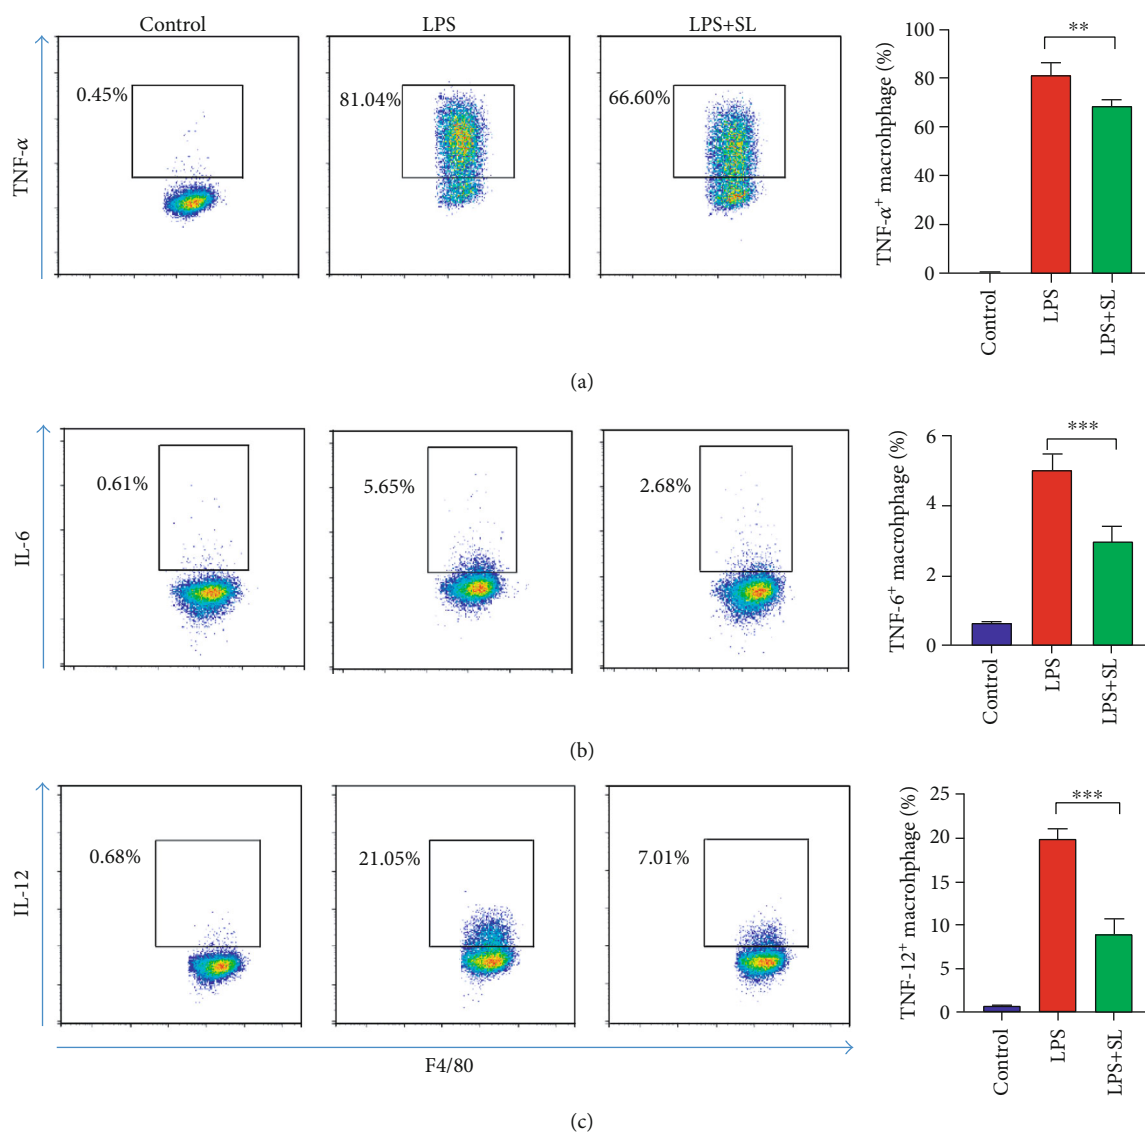 Control
LPS
LPS+SL
TNF-α
0.45%
81.04%
66.60%
TNF-α+ macrohphage (%)
100
80
60
40
20
0
**
Control
LPS
LPS+SL
(a)
IL-6
0.61%
5.65%
2.68%
TNF-6+ macrohphage (%)
6
4
2
0
***
Control
LPS
LPS+SL
(b)
IL-12
0.68%
21.05%
7.01%
TNF-12+ macrohphage (%)
25
20
15
10
5
0
***
Control
LPS
LPS+SL
F4/80
(c)